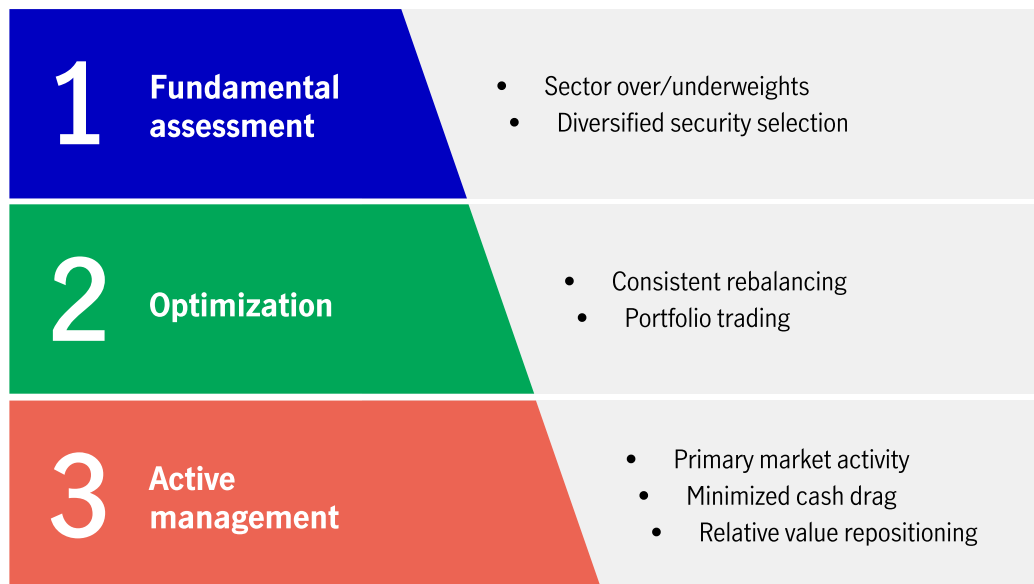 1
Fundamental
assessment
• Sector over/underweights
• Diversified security selection
2
Optimization
• Consistent rebalancing
• Portfolio trading
3
Active
management
• Primary market activity
• Minimized cash drag
• Relative value repositioning